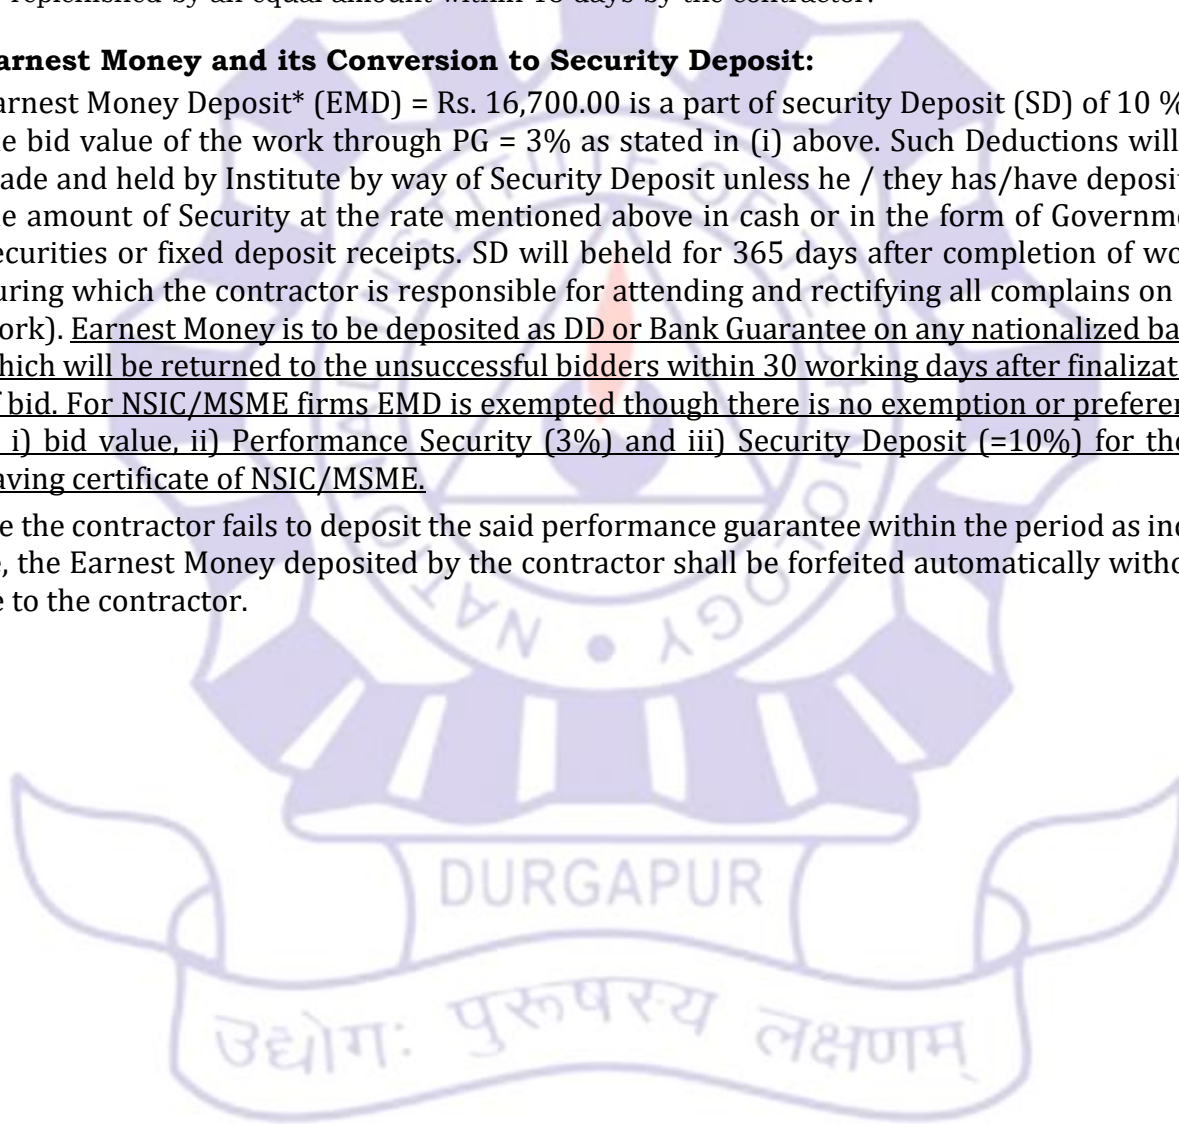 replenished by an equal amount within 15 days by the contractor.
arnest Money and its Conversion to Security Deposit:
arnest Money Deposit* (EMD) = Rs. 16,700.00 is a part of security Deposit (SD) of 10 %
e bid value of the work through PG = 3% as stated in (i) above. Such Deductions will
ade and held by Institute by way of Security Deposit unless he / they has/have deposit
e amount of Security at the rate mentioned above in cash or in the form of Governme
ecurities or fixed deposit receipts. SD will beheld for 365 days after completion of wo
uring which the contractor is responsible for attending and rectifying all complains on
ork). Earnest Money is to be deposited as DD or Bank Guarantee on any nationalized ba
hich will be returned to the unsuccessful bidders within 30 working days after finalizat
f bid. For NSIC/MSME firms EMD is exempted though there is no exemption or preferen
i) bid value, ii) Performance Security (3%) and iii) Security Deposit (=10%) for tho
aving certificate of NSIC/MSME.
e the contractor fails to deposit the said performance guarantee within the period as inc
e, the Earnest Money deposited by the contractor shall be forfeited automatically witho
e to the contractor.
NATIONAL INSTITUTE OF TECHNOLOGY
DURGAPUR
उद्योगः पुरूषस्य लक्षणम्